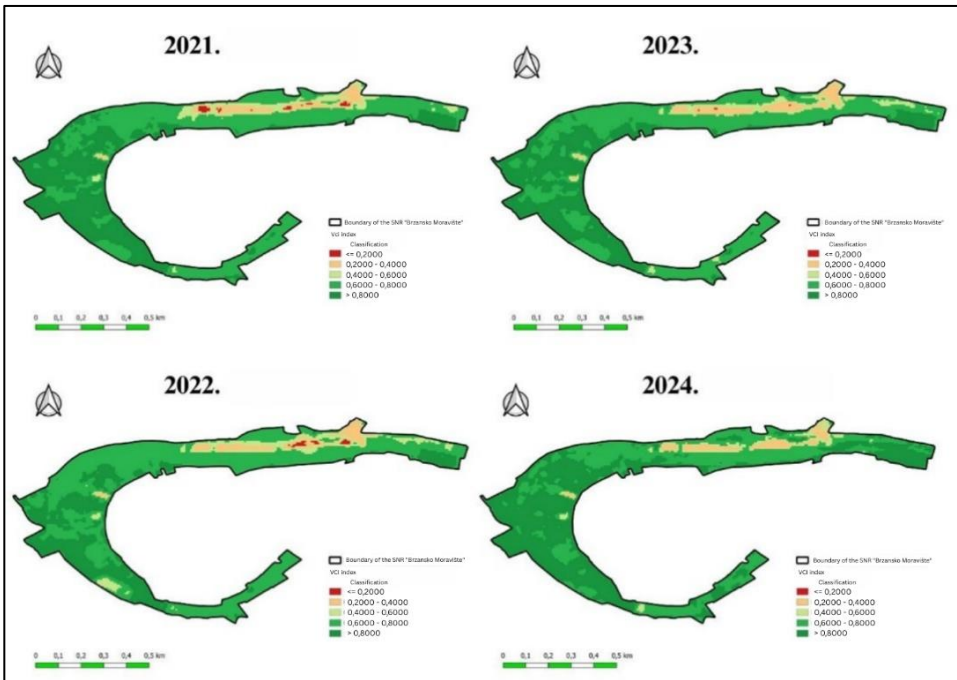 2021.
Boundary of the SNR "Brzansko Moravište"
Vcl index
Classification
<= 0,2000
0,2000 - 0,4000
0,4000 - 0,6000
0,6000 - 0,8000
> 0,8000
0 0,1 0,2 0,3 0,4 0,5 km
2023.
Boundary of the SNR "Brzansko Moravište"
VCI index
Classification
<= 0,2000
0,2000 - 0,4000
0,4000 - 0,6000
0,6000 - 0,8000
> 0,8000
0 0,1 0,2 0,3 0,4 0,5 km
2022.
Boundary of the SNR "Brzansko Moravište"
VCI index
Classification
<= 0,2000
0,2000 - 0,4000
0,4000 - 0,6000
0,6000 - 0,8000
> 0,8000
0 0,1 0,2 0,3 0,4 0,5 km
2024.
Boundary of the SNR "Brzansko Moravište"
VCI index
Classification
<= 0,2000
0,2000 - 0,4000
0,4000 - 0,6000
0,6000 - 0,8000
> 0,8000
0 0,1 0,2 0,3 0,4 0,5 km